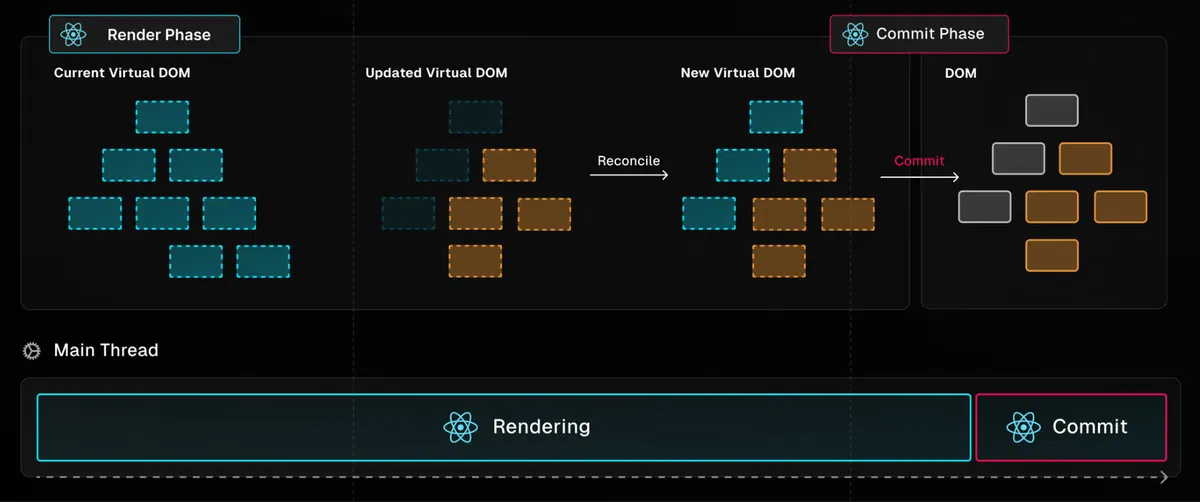 Render Phase
Commit Phase
Current Virtual DOM
Updated Virtual DOM
New Virtual DOM
DOM
Reconcile
Commit
Main Thread
Rendering
Commit